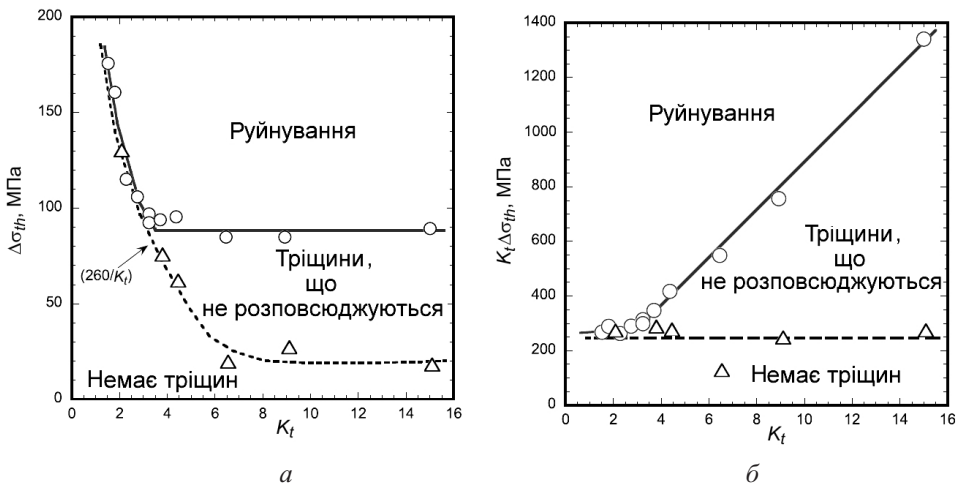 200
150
100
50
0
Δσth, МПа
Руйнування
(260/Kt)
Тріщини,
що
не розповсюджуються
Немає тріщин
0 2 4 6 8 10 12 14 16
Kt
а
1400
1200
1000
800
600
400
200
0
KtΔσth, МПа
Руйнування
Тріщини,
що
не розповсюджуються
Немає тріщин
0 2 4 6 8 10 12 14 16
Kt
б